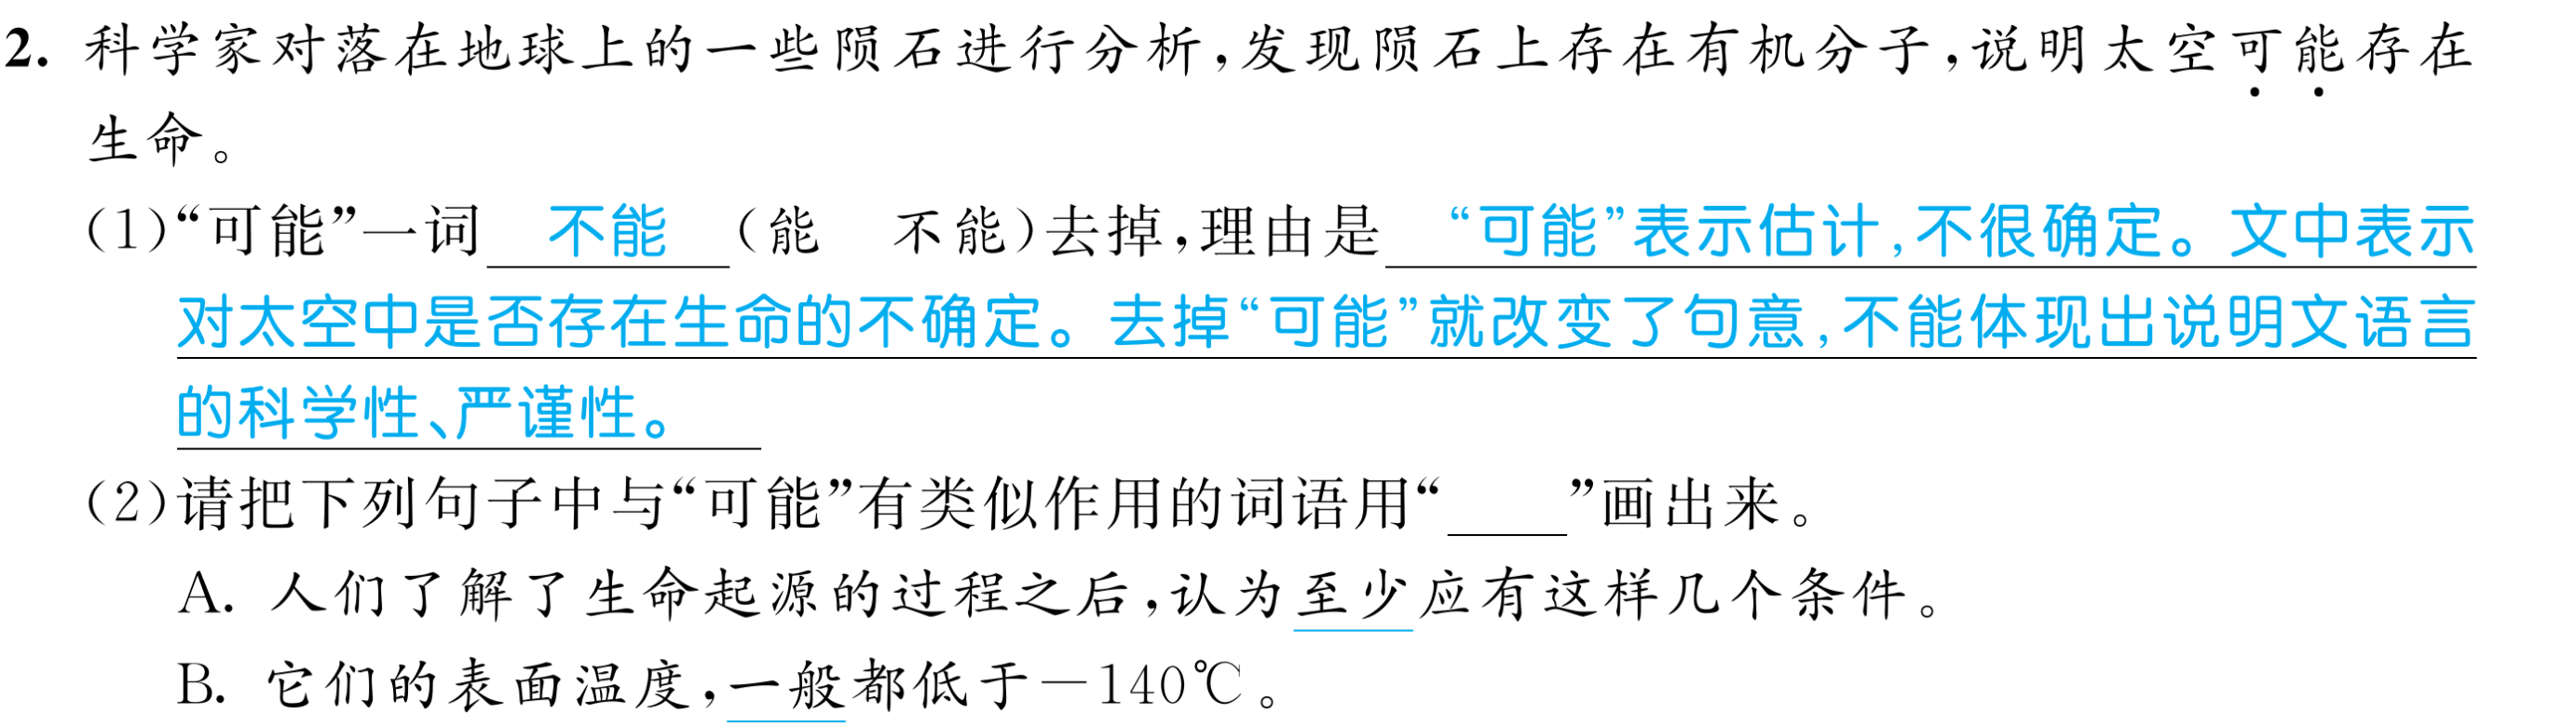 2. 科学家对落在地球上的一些陨石进行分析,发现陨石上存在有机分子,说明太空可能存在
生命。
(1)“可能”一词 不能 (能 不能)去掉,理由是 “可能”表示估计,不很确定。文中表示
对太空中是否存在生命的不确定。去掉“可能”就改变了句意,不能体现出说明文语言
的科学性、严谨性。
(2)请把下列句子中与“可能”有类似作用的词语用“____”画出来。
A. 人们了解了生命起源的过程之后,认为至少应有这样几个条件。
B. 它们的表面温度,一般都低于－140℃。